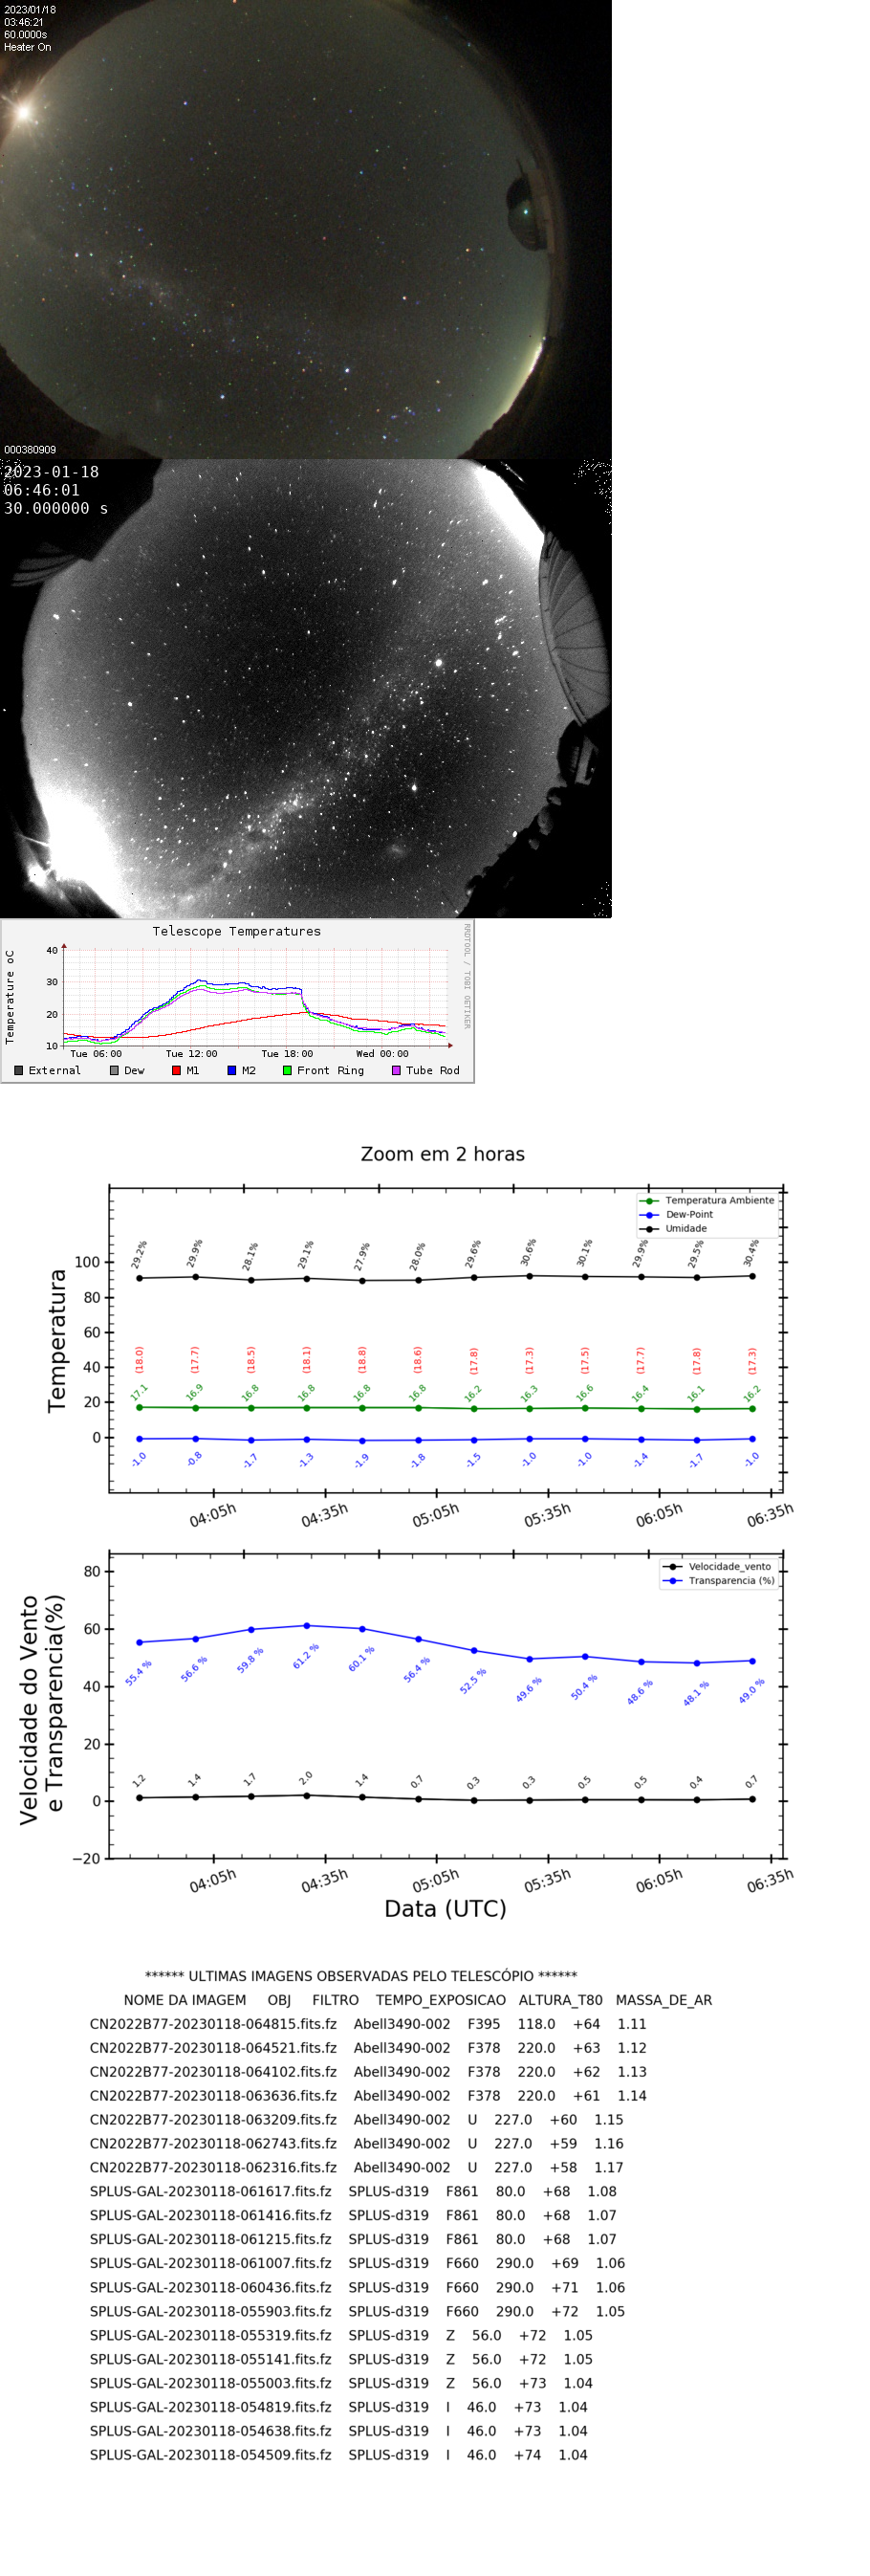 2023/01/18
03:46:21
60.0000s
Heater On
000380909
2023-01-18
06:46:01
30.000000 s
Telescope Temperatures
RRDTOOL / TOBI OETIKER
Temperature oC
40
30
20
10
Tue 06:00 Tue 12:00 Tue 18:00 Wed 00:00
External Dew M1 M2 Front Ring Tube Rod
Zoom em 2 horas
Temperatura Ambiente
Dew-Point
Umidade
Temperatura
100
80
60
40
20
0
29.2% 29.9% 28.1% 29.1% 27.9% 28.0% 29.6% 30.6% 30.1% 29.9% 29.5% 30.4%
(18.0) (17.7) (18.5) (18.1) (18.8) (18.6) (17.8) (17.3) (17.5) (17.7) (17.8) (17.3)
17.1 16.9 16.8 16.8 16.8 16.8 16.2 16.3 16.6 16.4 16.1 16.2
-1.0 -0.8 -1.7 -1.3 -1.9 -1.8 -1.5 -1.0 -1.0 -1.4 -1.7 -1.0
04:05h 04:35h 05:05h 05:35h 06:05h 06:35h
Velocidade_vento
Transparencia (%)
Velocidade do Vento
e Transparencia(%)
80
60
40
20
0
−20
55.4 % 56.6 % 59.8 % 61.2 % 60.1 % 56.4 % 52.5 % 49.6 % 50.4 % 48.6 % 48.1 % 49.0 %
1.2 1.4 1.7 2.0 1.4 0.7 0.3 0.3 0.5 0.5 0.4 0.7
04:05h 04:35h 05:05h 05:35h 06:05h 06:35h
Data (UTC)
****** ULTIMAS IMAGENS OBSERVADAS PELO TELESCÓPIO ******
NOME DA IMAGEM OBJ FILTRO TEMPO_EXPOSICAO ALTURA_T80 MASSA_DE_AR
CN2022B77-20230118-064815.fits.fz Abell3490-002 F395 118.0 +64 1.11
CN2022B77-20230118-064521.fits.fz Abell3490-002 F378 220.0 +63 1.12
CN2022B77-20230118-064102.fits.fz Abell3490-002 F378 220.0 +62 1.13
CN2022B77-20230118-063636.fits.fz Abell3490-002 F378 220.0 +61 1.14
CN2022B77-20230118-063209.fits.fz Abell3490-002 U 227.0 +60 1.15
CN2022B77-20230118-062743.fits.fz Abell3490-002 U 227.0 +59 1.16
CN2022B77-20230118-062316.fits.fz Abell3490-002 U 227.0 +58 1.17
SPLUS-GAL-20230118-061617.fits.fz SPLUS-d319 F861 80.0 +68 1.08
SPLUS-GAL-20230118-061416.fits.fz SPLUS-d319 F861 80.0 +68 1.07
SPLUS-GAL-20230118-061215.fits.fz SPLUS-d319 F861 80.0 +68 1.07
SPLUS-GAL-20230118-061007.fits.fz SPLUS-d319 F660 290.0 +69 1.06
SPLUS-GAL-20230118-060436.fits.fz SPLUS-d319 F660 290.0 +71 1.06
SPLUS-GAL-20230118-055903.fits.fz SPLUS-d319 F660 290.0 +72 1.05
SPLUS-GAL-20230118-055319.fits.fz SPLUS-d319 Z 56.0 +72 1.05
SPLUS-GAL-20230118-055141.fits.fz SPLUS-d319 Z 56.0 +72 1.05
SPLUS-GAL-20230118-055003.fits.fz SPLUS-d319 Z 56.0 +73 1.04
SPLUS-GAL-20230118-054819.fits.fz SPLUS-d319 I 46.0 +73 1.04
SPLUS-GAL-20230118-054638.fits.fz SPLUS-d319 I 46.0 +73 1.04
SPLUS-GAL-20230118-054509.fits.fz SPLUS-d319 I 46.0 +74 1.04